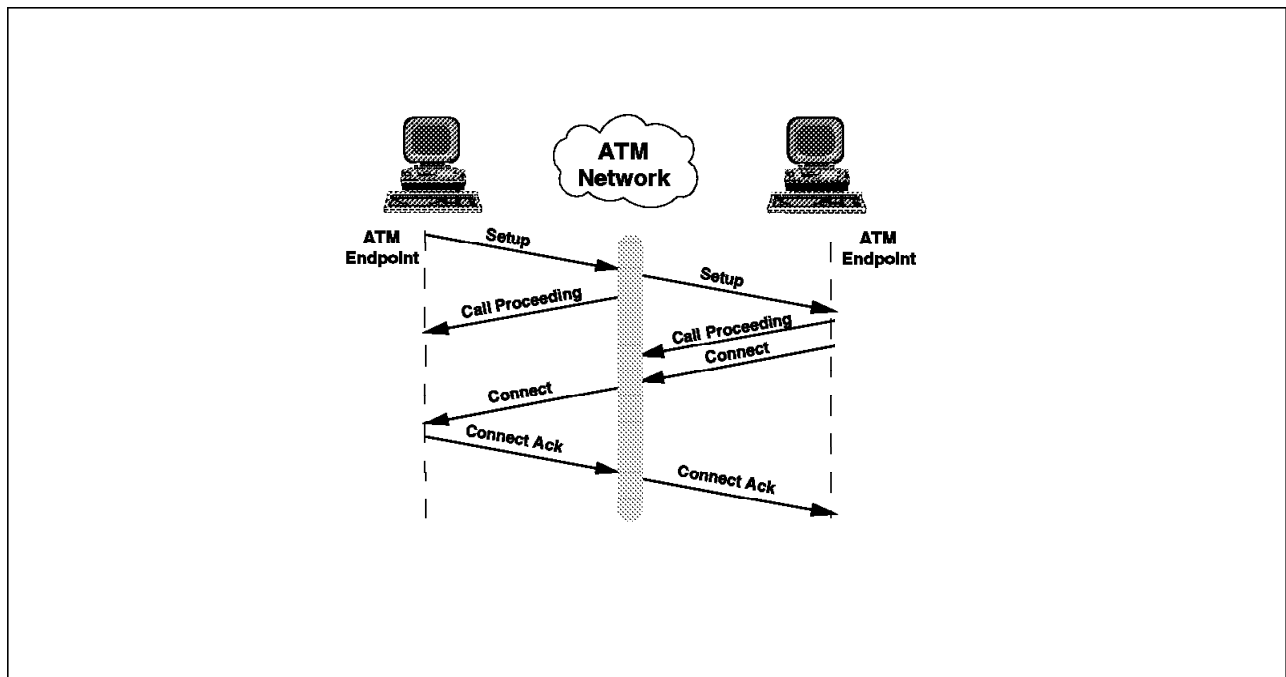 ATM
Network
ATM
Endpoint
ATM
Endpoint
Setup
Setup
Call Proceeding
Call Proceeding
Connect
Connect
Connect Ack
Connect Ack